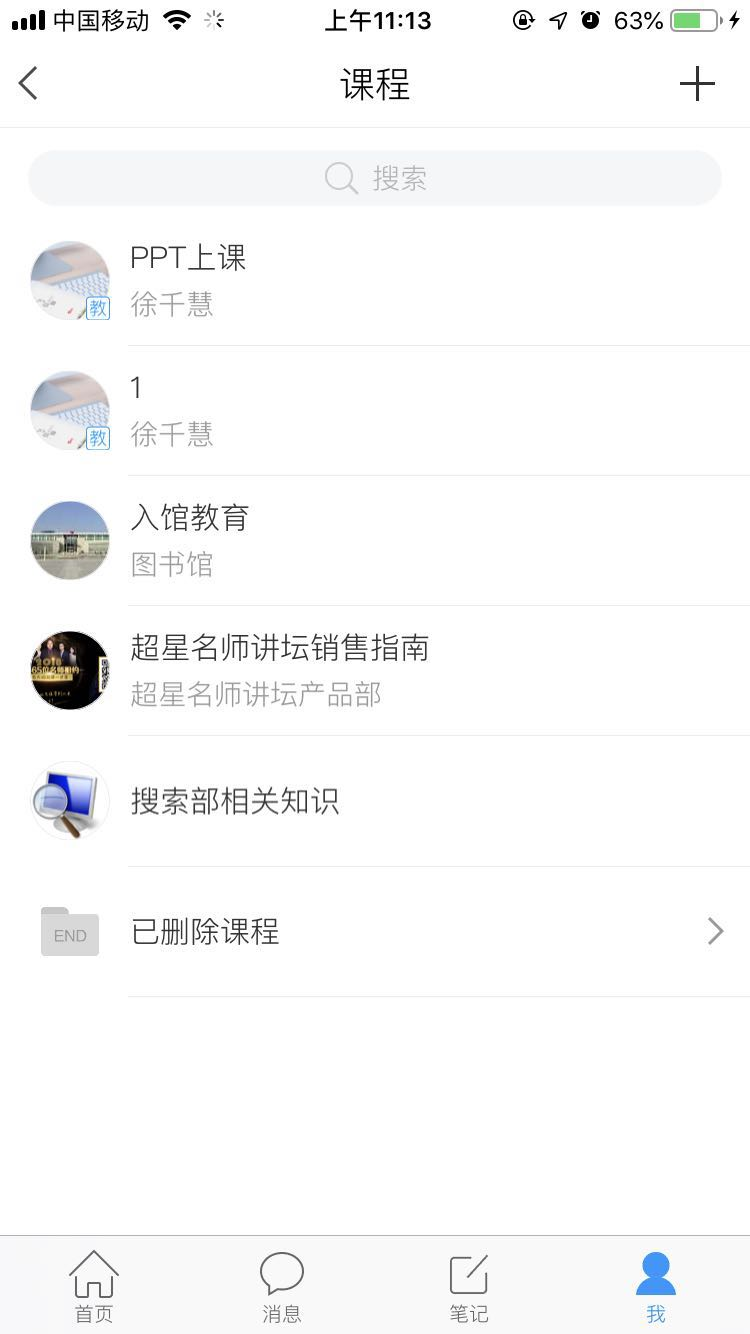 中国移动 上午11:13 63%
课程
搜索
PPT上课
徐千慧
教
1
徐千慧
教
入馆教育
图书馆
超星名师讲坛销售指南
超星名师讲坛产品部
搜索部相关知识
END 已删除课程
首页 消息 笔记 我